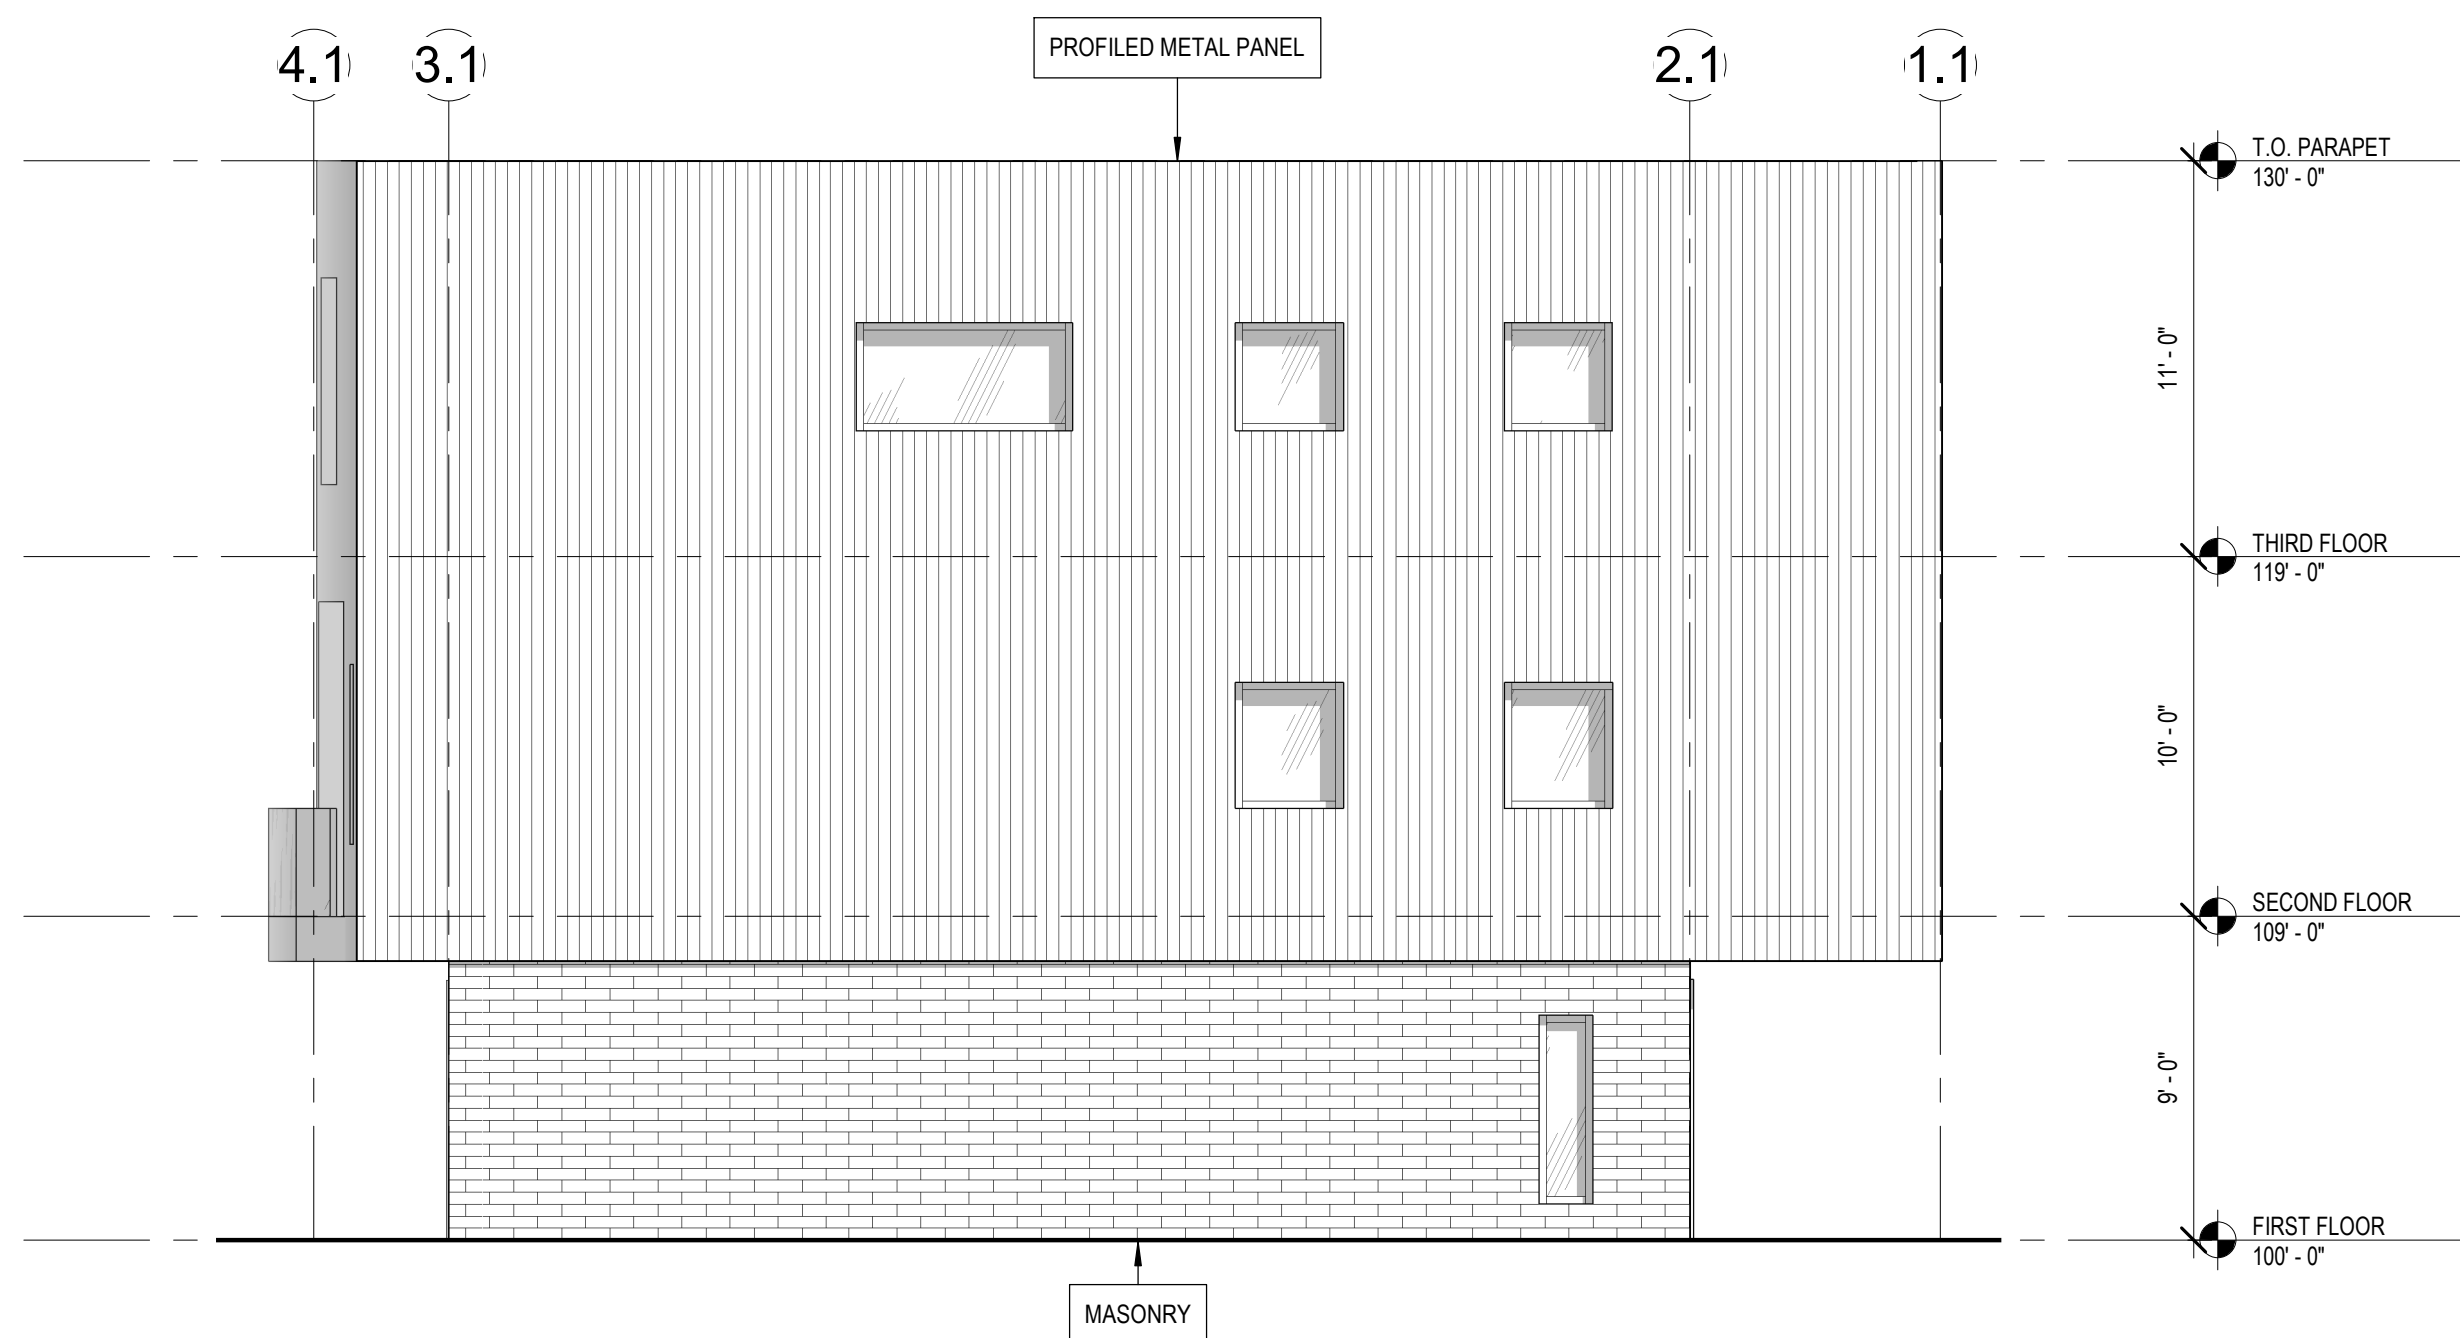 4.1
3.1
PROFILED METAL PANEL
2.1
1.1
T.O. PARAPET
130' - 0"
11' - 0"
THIRD FLOOR
119' - 0"
10' - 0"
SECOND FLOOR
109' - 0"
9' - 0"
FIRST FLOOR
100' - 0"
MASONRY